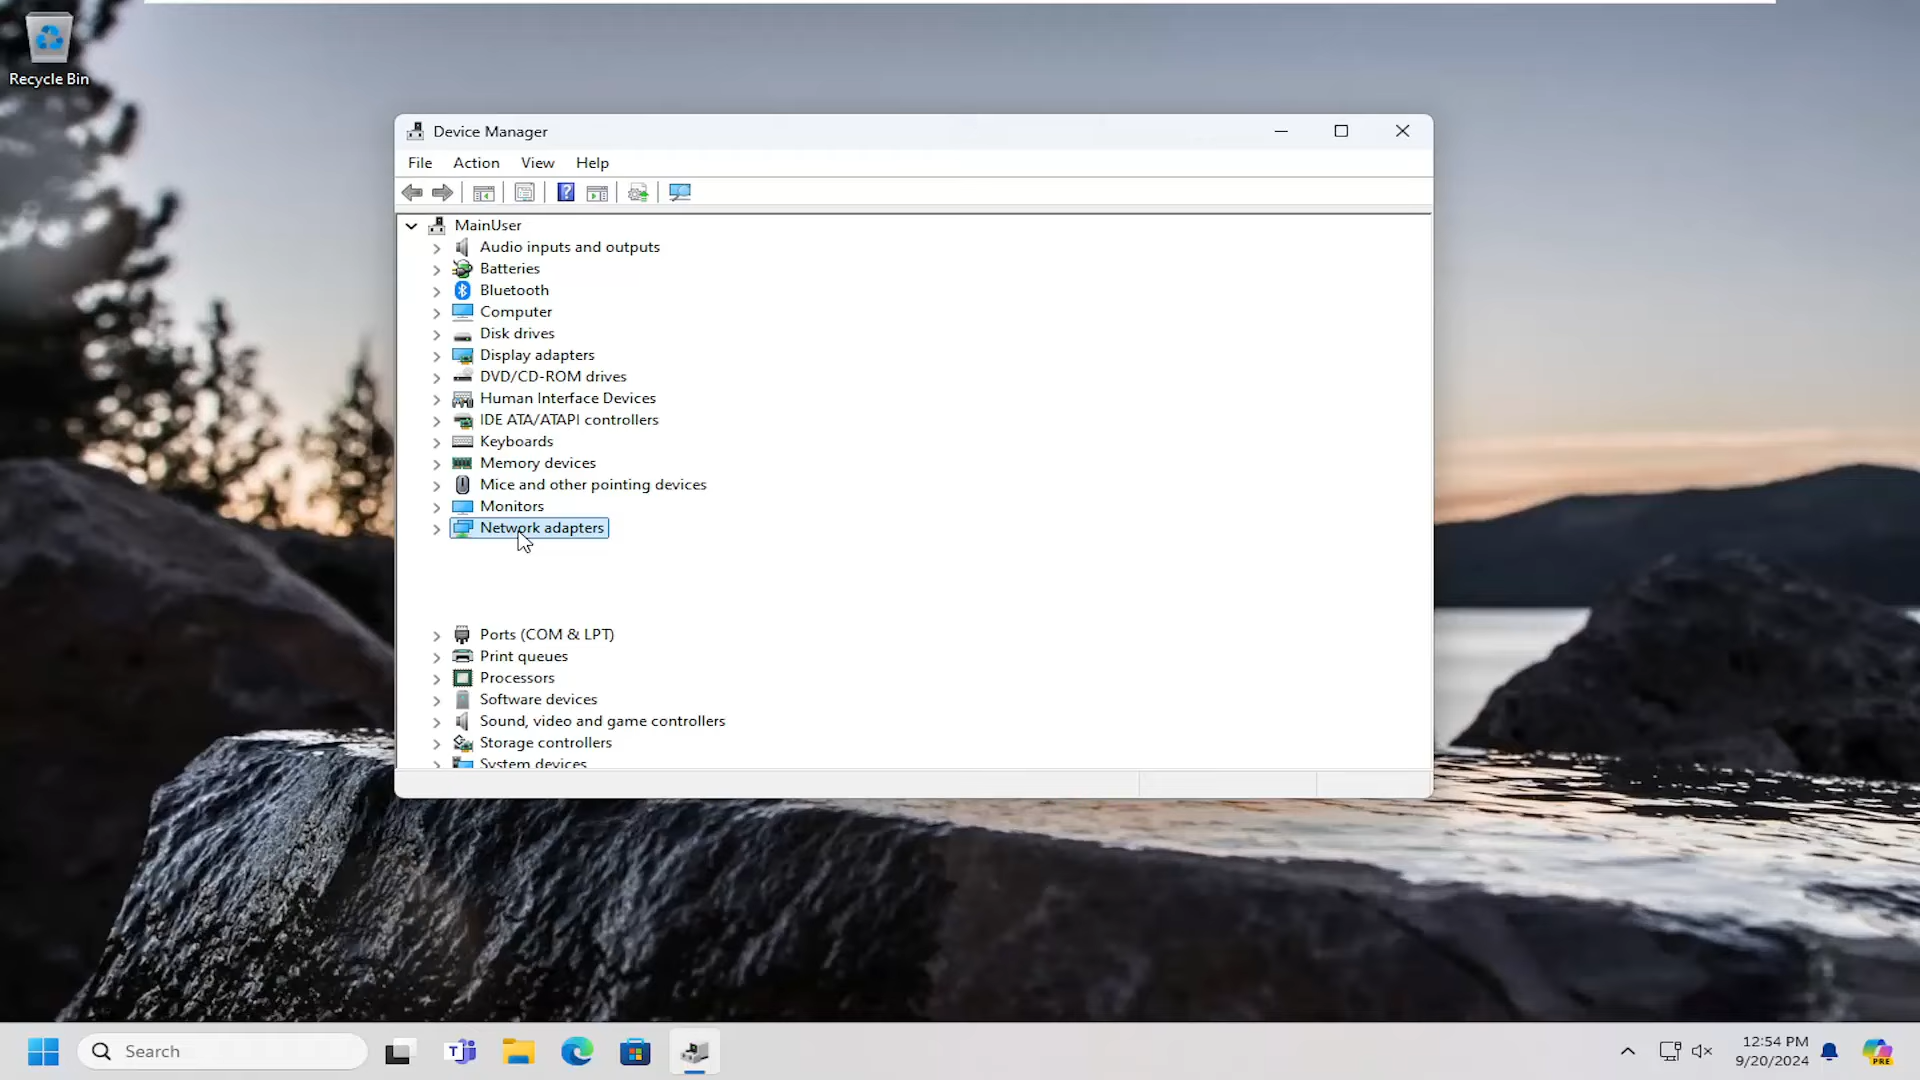 Recycle Bin
Device Manager
File Action View Help
MainUser
Audio inputs and outputs
Batteries
Bluetooth
Computer
Disk drives
Display adapters
DVD/CD-ROM drives
Human Interface Devices
IDE ATA/ATAPI controllers
Keyboards
Memory devices
Mice and other pointing devices
Monitors
Network adapters
Ports (COM & LPT)
Print queues
Processors
Software devices
Sound, video and game controllers
Storage controllers
System devices
Search
12:54 PM
9/20/2024
PRE